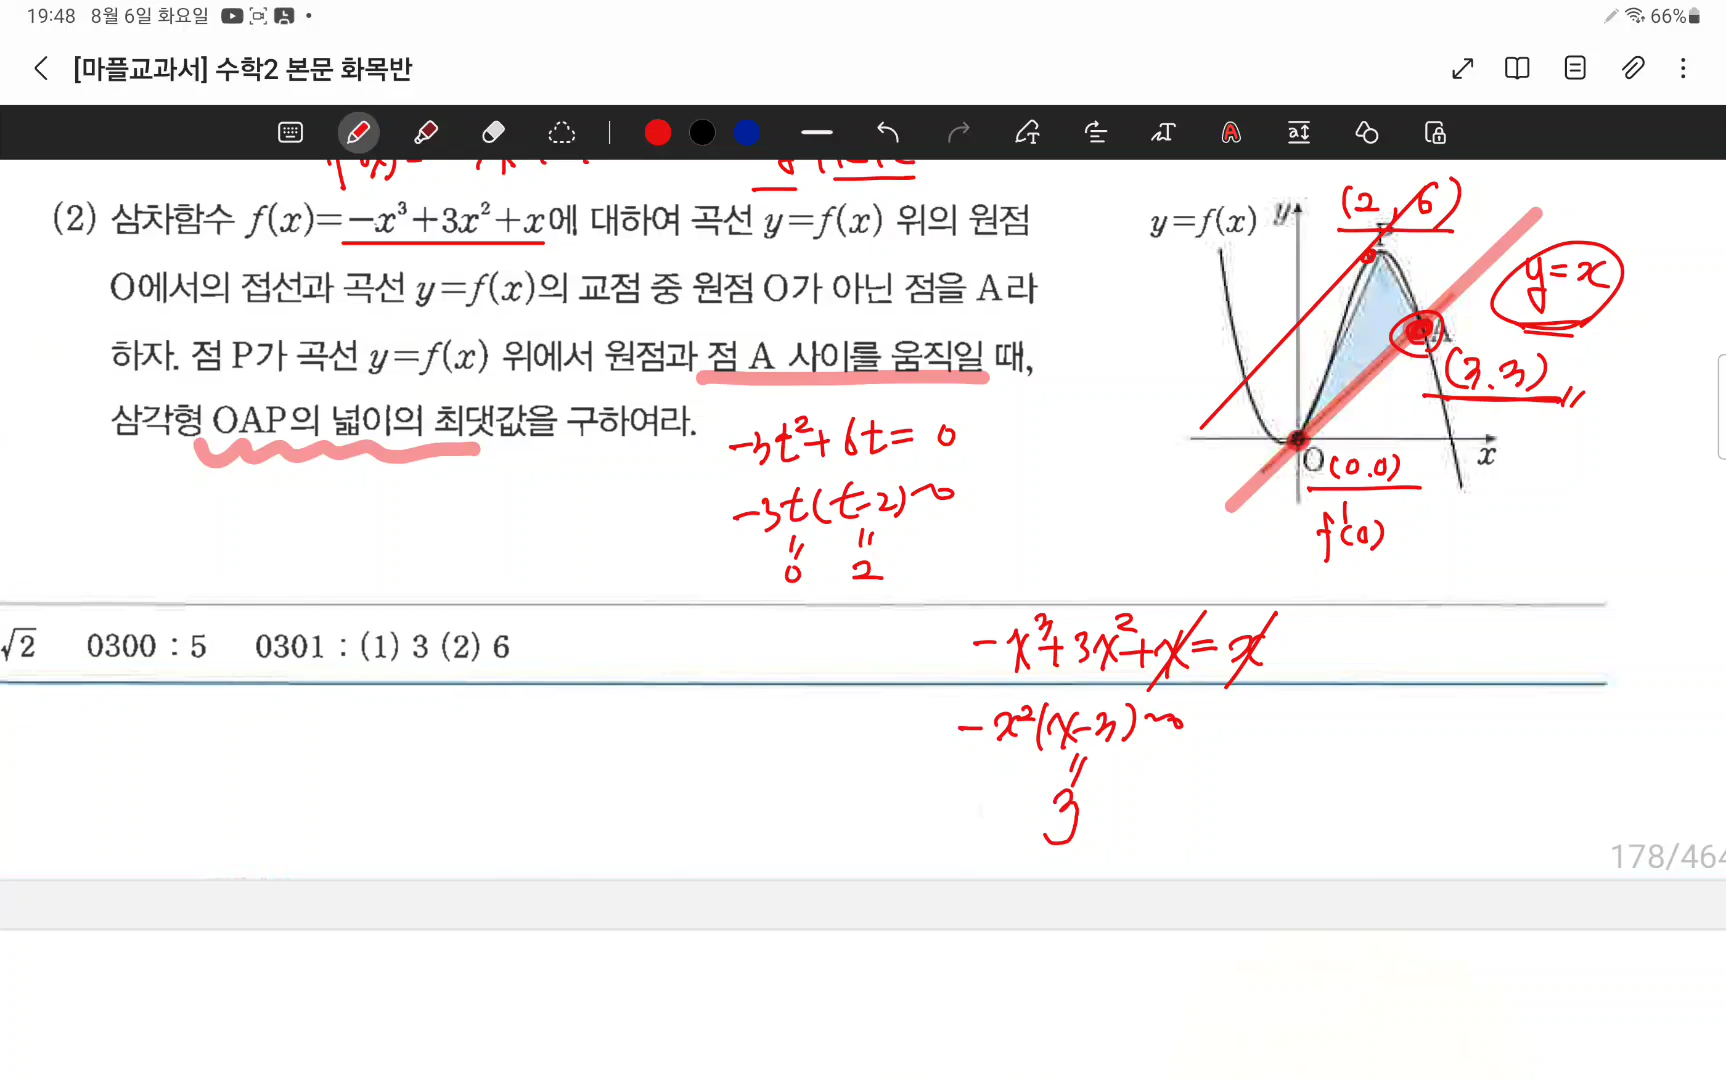 19:48 8월 6일 화요일 66%
[마플교과서] 수학2 본문 화목반
(2) 삼차함수 f(x)=−x³+3x²+x에 대하여 곡선 y=f(x) 위의 원점
O에서의 접선과 곡선 y=f(x)의 교점 중 원점 O가 아닌 점을 A라
하자. 점 P가 곡선 y=f(x) 위에서 원점과 점 A 사이를 움직일 때,
삼각형 OAP의 넓이의 최댓값을 구하여라.
y=f(x) y (2, 6)
P
y=x
A
(3.3)
O (0.0) x
f'(0)
−3t²+6t=0
−3t(t−2)=0
0 2
√2 0300 : 5 0301 : (1) 3 (2) 6
−x³+3x²+x=x
−x²(x−3)=0
3
178/464